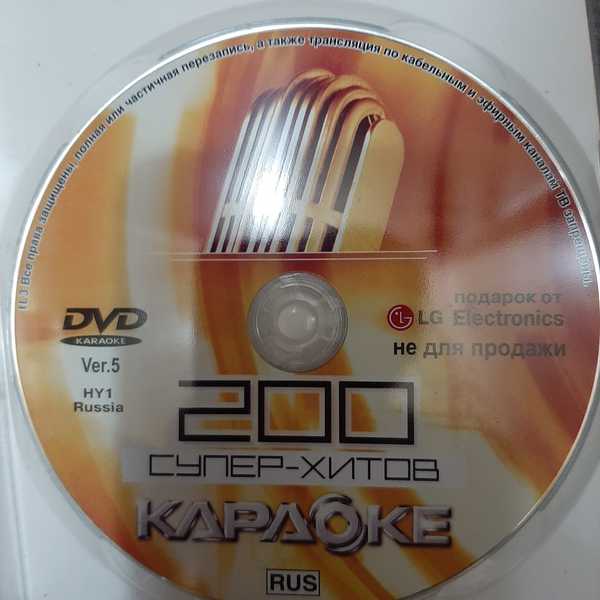 П.3 Все права защищены, полная или частичная перезапись, а также трансляция по кабельным и эфирным каналам ТВ запрещены.
DVD
KARAOKE
Ver.5
HY1
Russia
подарок от
LG Electronics
не для продажи
200
СУПЕР-ХИТОВ
КАРАОКЕ
RUS